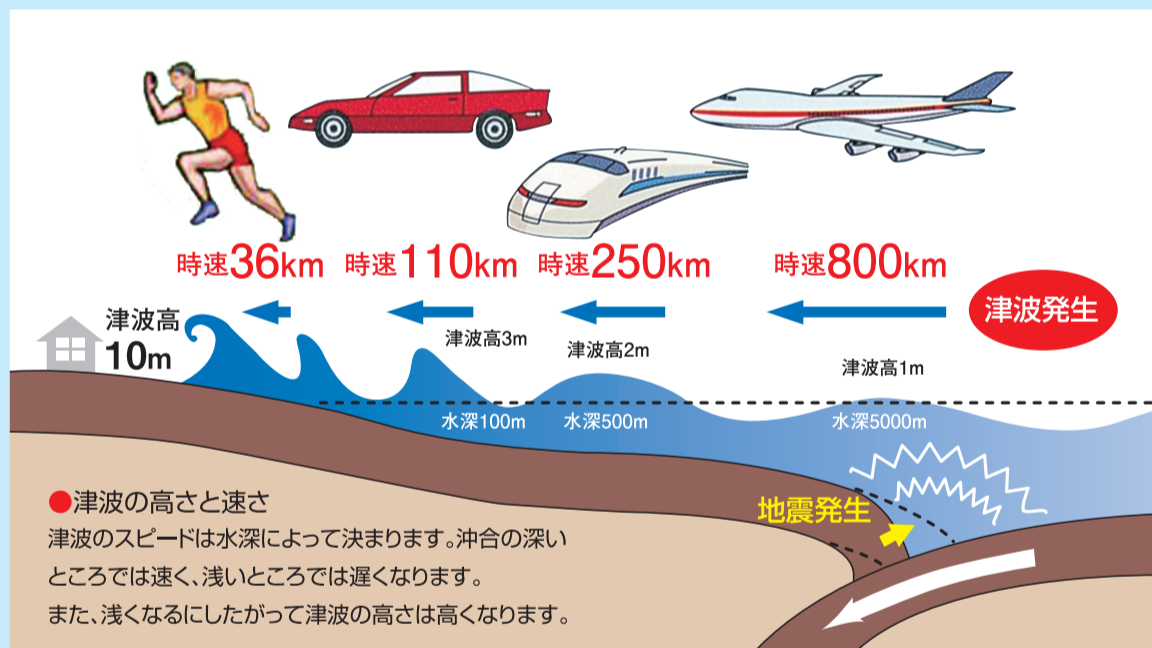 時速36km
時速110km
時速250km
時速800km
津波発生
津波高
10m
津波高3m
津波高2m
津波高1m
水深100m
水深500m
水深5000m
地震発生
●津波の高さと速さ
津波のスピードは水深によって決まります。沖合の深い
ところでは速く、浅いところでは遅くなります。
また、浅くなるにしたがって津波の高さは高くなります。